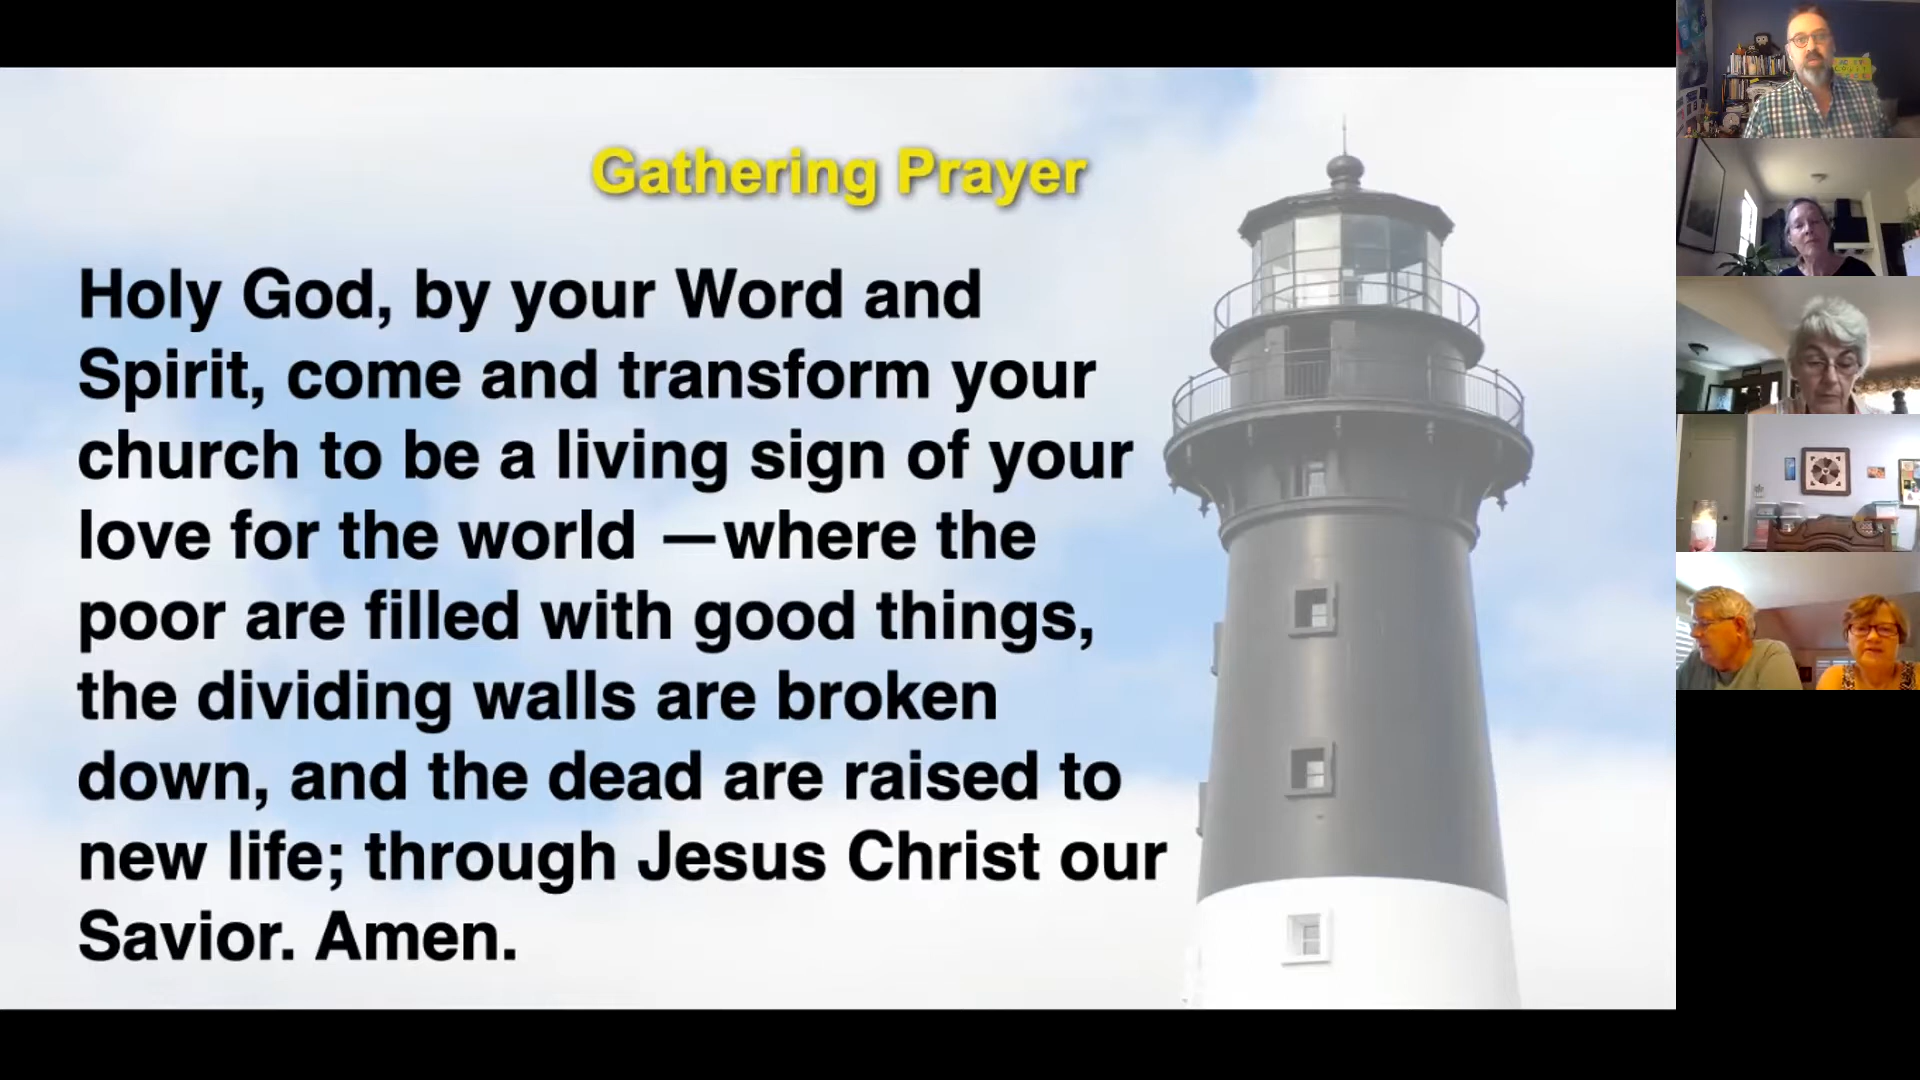 Gathering Prayer
Holy God, by your Word and
Spirit, come and transform your
church to be a living sign of your
love for the world —where the
poor are filled with good things,
the dividing walls are broken
down, and the dead are raised to
new life; through Jesus Christ our
Savior. Amen.